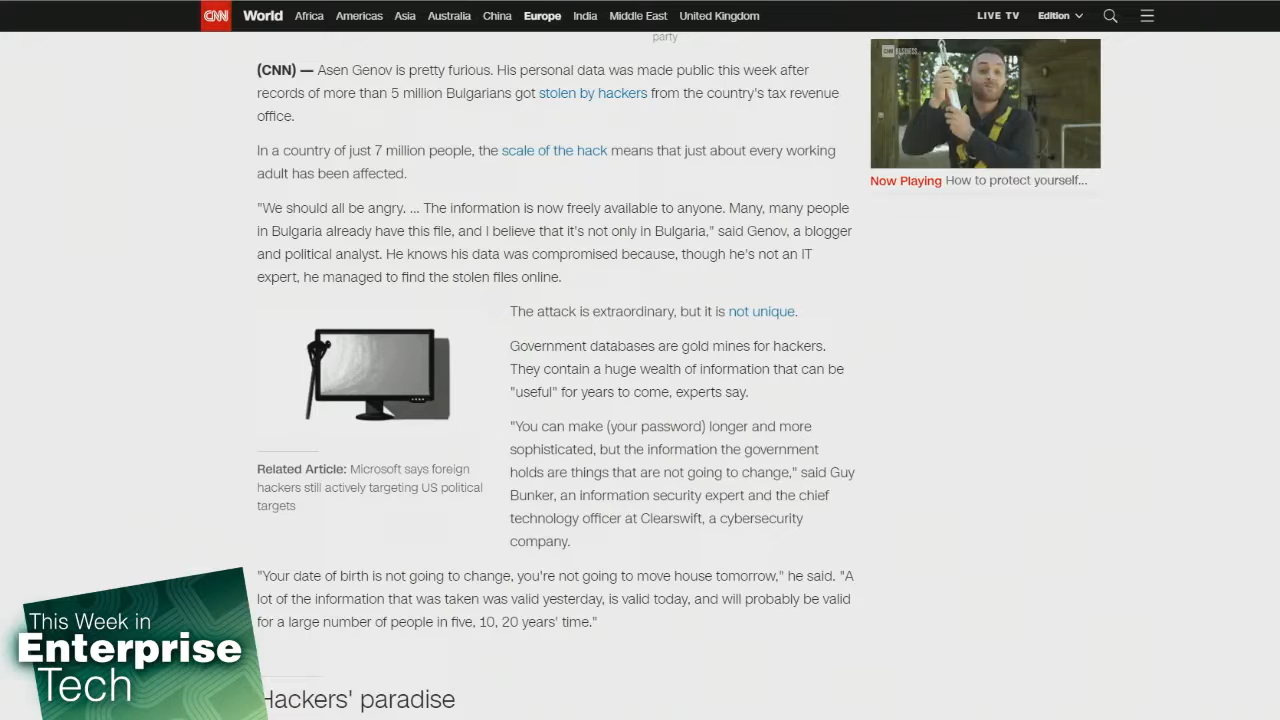 CNN World Africa Americas Asia Australia China Europe India Middle East United Kingdom LIVE TV Edition
party
(CNN) — Asen Genov is pretty furious. His personal data was made public this week after
records of more than 5 million Bulgarians got stolen by hackers from the country's tax revenue
office.
In a country of just 7 million people, the scale of the hack means that just about every working
adult has been affected.
"We should all be angry. ... The information is now freely available to anyone. Many, many people
in Bulgaria already have this file, and I believe that it's not only in Bulgaria," said Genov, a blogger
and political analyst. He knows his data was compromised because, though he's not an IT
expert, he managed to find the stolen files online.
The attack is extraordinary, but it is not unique.
Government databases are gold mines for hackers.
They contain a huge wealth of information that can be
"useful" for years to come, experts say.
"You can make (your password) longer and more
sophisticated, but the information the government
holds are things that are not going to change," said Guy
Bunker, an information security expert and the chief
technology officer at Clearswift, a cybersecurity
company.
Related Article: Microsoft says foreign
hackers still actively targeting US political
targets
"Your date of birth is not going to change, you're not going to move house tomorrow," he said. "A
lot of the information that was taken was valid yesterday, is valid today, and will probably be valid
for a large number of people in five, 10, 20 years' time."
Hackers' paradise
CNN BUSINESS
Now Playing How to protect yourself...
This Week in
Enterprise
Tech